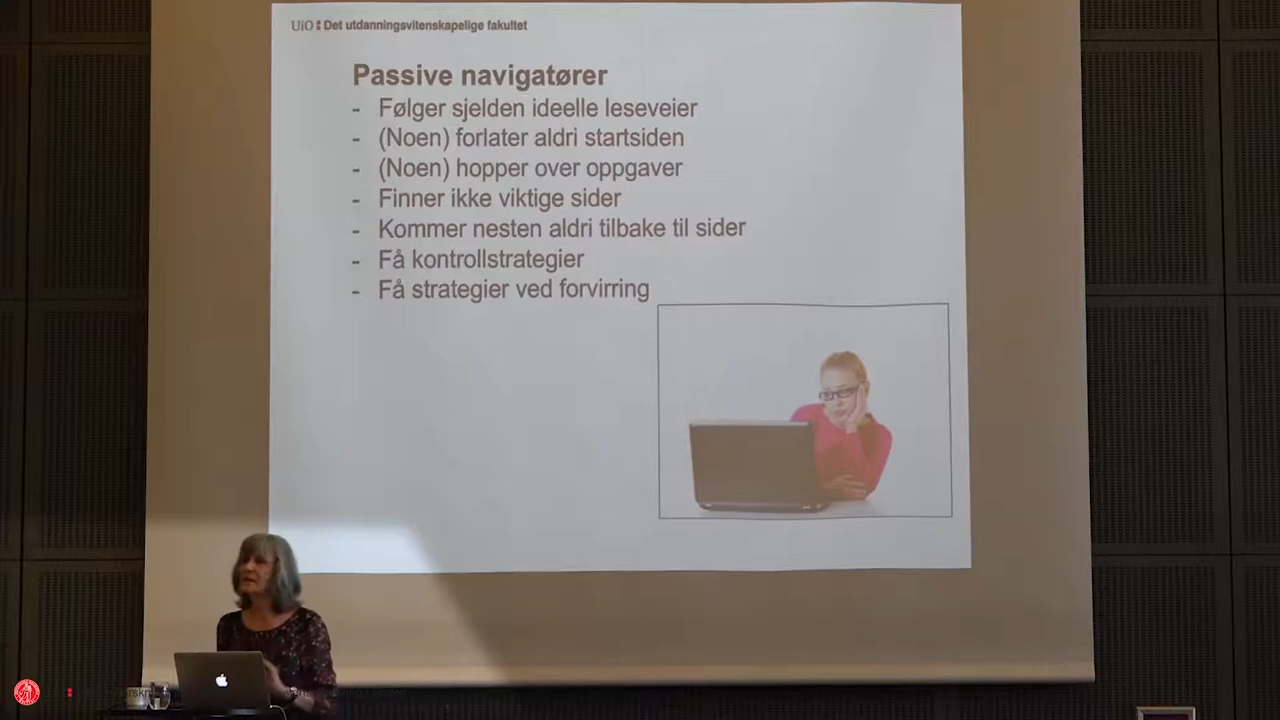 UiO Det utdanningsvitenskapelige fakultet
Passive navigatører
- Følger sjelden ideelle leseveier
- (Noen) forlater aldri startsiden
- (Noen) hopper over oppgaver
- Finner ikke viktige sider
- Kommer nesten aldri tilbake til sider
- Få kontrollstrategier
- Få strategier ved forvirring